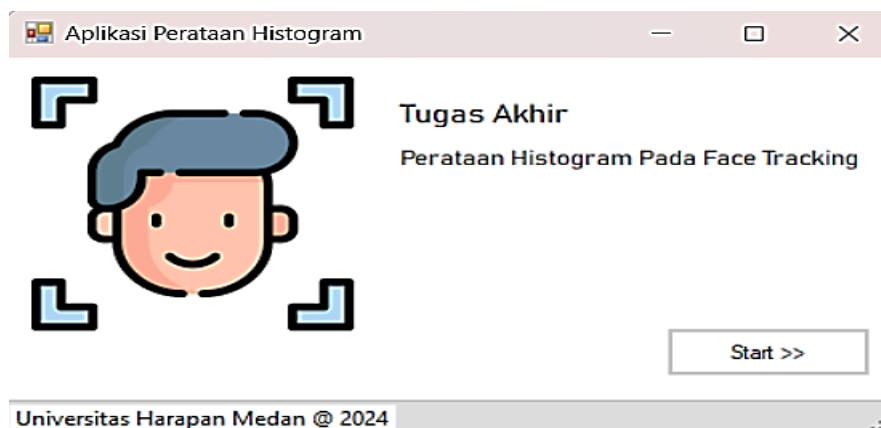 Aplikasi Perataan Histogram
Tugas Akhir
Perataan Histogram Pada Face Tracking
Start >>
Universitas Harapan Medan @ 2024